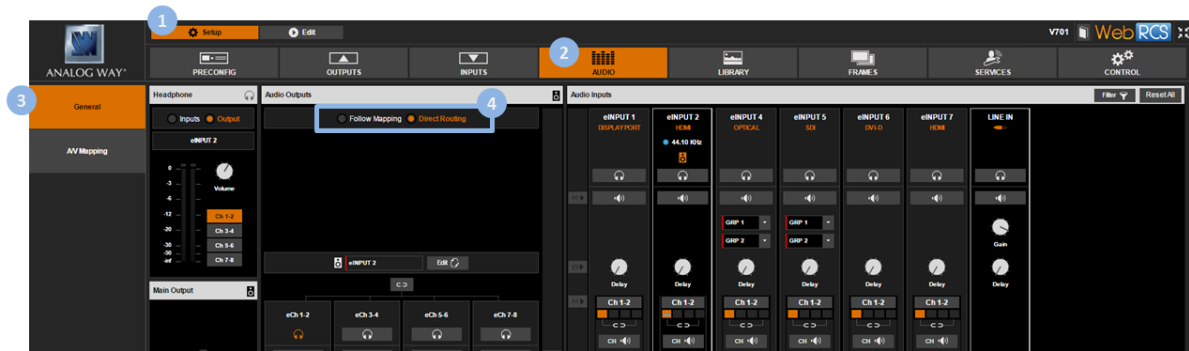 1
Setup
Edit
V701
WebRCS
ANALOG WAY
PRECONFIG
OUTPUTS
INPUTS
2
AUDIO
LIBRARY
FRAMES
SERVICES
CONTROL
3
General
A/V Mapping
Headphone
Inputs Output
eINPUT 2
0
-3
-6
-12
-20
-30
-50
-inf
Volume
Ch 1-2
Ch 3-4
Ch 5-6
Ch 7-8
Main Output
Audio Outputs
4
Follow Mapping Direct Routing
eINPUT 2
Edit
eCh 1-2 eCh 3-4 eCh 5-6 eCh 7-8
Audio Inputs
Filter
Reset All
eINPUT 1 eINPUT 2 eINPUT 4 eINPUT 5 eINPUT 6 eINPUT 7 LINE IN
DISPLAY PORT HDMI OPTICAL SDI DVI-D HDMI
44.10 KHz
GRP 1 GRP 1
GRP 2 GRP 2
Gain
Delay Delay Delay Delay Delay Delay Delay
Ch 1-2 Ch 1-2 Ch 1-2 Ch 1-2 Ch 1-2 Ch 1-2
CH CH CH CH CH CH